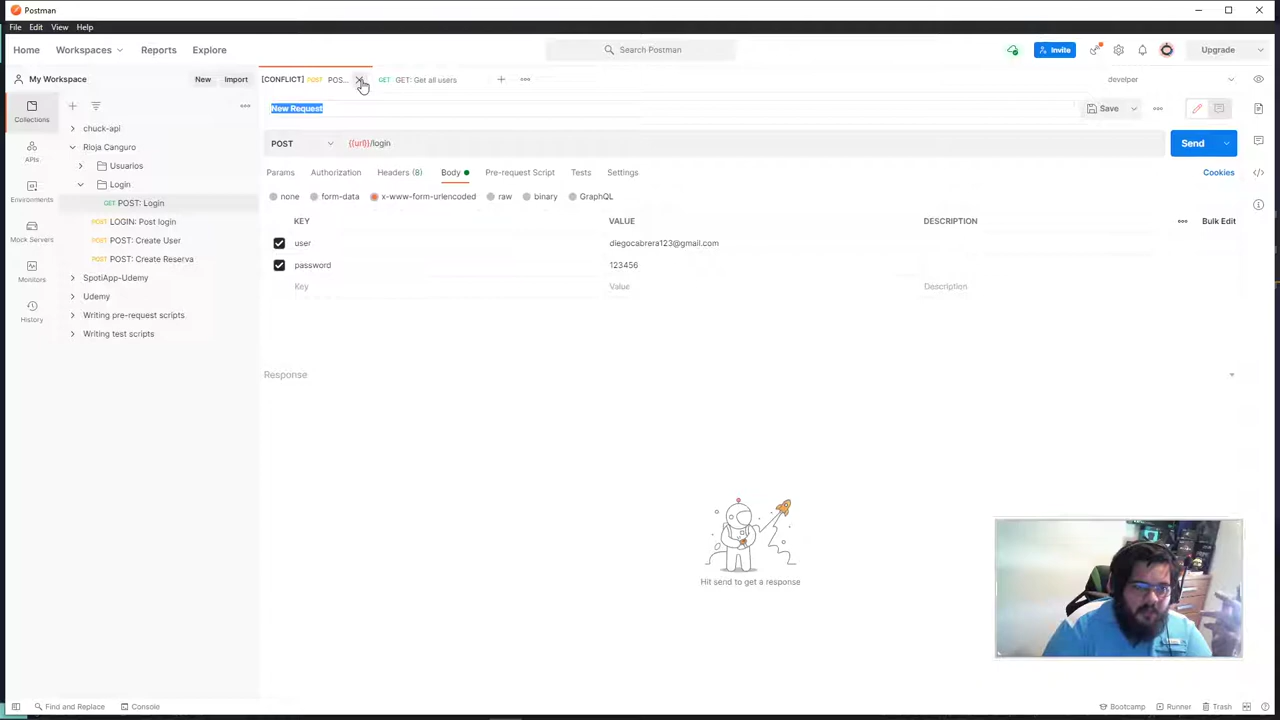 Postman
File Edit View Help
Home Workspaces Reports Explore Search Postman Invite Upgrade
My Workspace New Import [CONFLICT] POST POS... GET GET: Get all users develper
Collections
APIs
Environments
Mock Servers
Monitors
History
chuck-api
Rioja Canguro
Usuarios
Login
GET POST: Login
POST LOGIN: Post login
POST POST: Create User
POST POST: Create Reserva
SpotiApp-Udemy
Udemy
Writing pre-request scripts
Writing test scripts
New Request Save
POST {{url}}/login Send
Params Authorization Headers (8) Body Pre-request Script Tests Settings Cookies
none form-data x-www-form-urlencoded raw binary GraphQL
KEY VALUE DESCRIPTION Bulk Edit
user diegocabrera123@gmail.com
password 123456
Key Value Description
Response
Hit send to get a response
Find and Replace Console Bootcamp Runner Trash